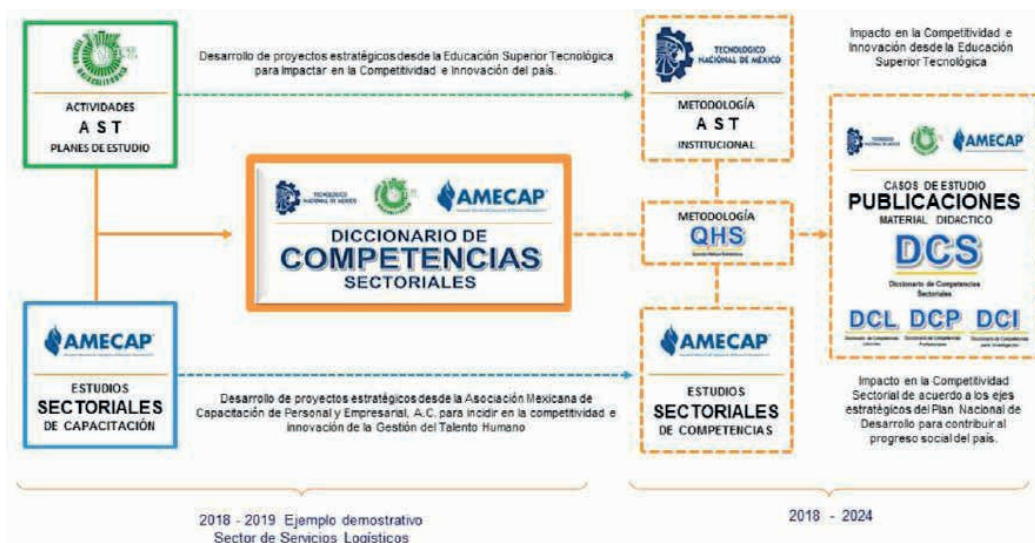 ACTIVIDADES
A S T
PLANES DE ESTUDIO
Desarrollo de proyectos estratégicos desde la Educación Superior Tecnológica
para Impactar en la Competitividad e Innovación del país.
TECNOLÓGICO
NACIONAL DE MÉXICO
METODOLOGÍA
A S T
INSTITUCIONAL
Impacto en la Competitividad e
Innovación desde la Educación
Superior Tecnológica
TECNOLÓGICO
NACIONAL DE MÉXICO
AMECAP
DICCIONARIO DE
COMPETENCIAS
SECTORIALES
METODOLOGÍA
QHS
AMECAP
CASOS DE ESTUDIO
PUBLICACIONES
MATERIAL DIDACTICO
DCS
Diccionario de Competencias
Sectoriales
DCL DCP DCI
AMECAP
ESTUDIOS
SECTORIALES
DE CAPACITACIÓN
Desarrollo de proyectos estratégicos desde la Asociación Mexicana de
Capacitación de Personal y Empresarial, A.C. para incidir en la competitividad e
innovación de la Gestión del Talento Humano
AMECAP
ESTUDIOS
SECTORIALES
DE COMPETENCIAS
Impacto en la Competitividad
Sectorial de acuerdo a los ejes
estratégicos del Plan Nacional de
Desarrollo para contribuir al
progreso social del país.
2018 - 2019 Ejemplo demostrativo
Sector de Servicios Logísticos
2018 - 2024